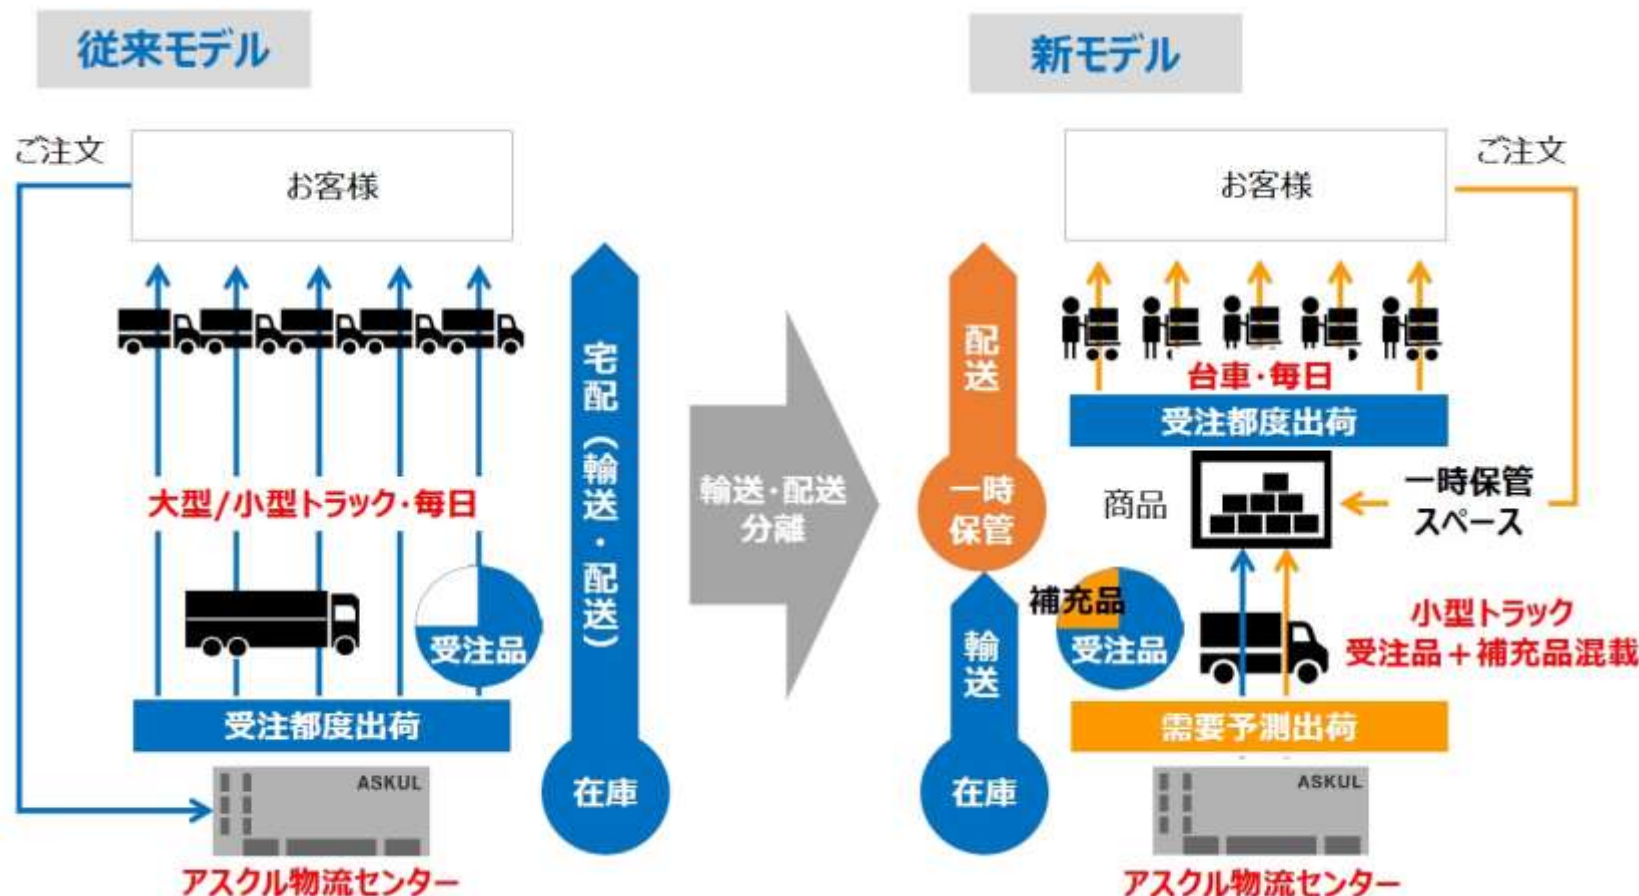 従来モデル
ご注文
お客様
大型/小型トラック・毎日
受注品
受注都度出荷
ASKUL
アスクル物流センター
宅配（輸送・配送）
在庫
輸送・配送
分離
新モデル
お客様
ご注文
配送
一時
保管
輸送
在庫
台車・毎日
受注都度出荷
商品
一時保管
スペース
補充品
受注品
小型トラック
受注品＋補充品混載
需要予測出荷
ASKUL
アスクル物流センター